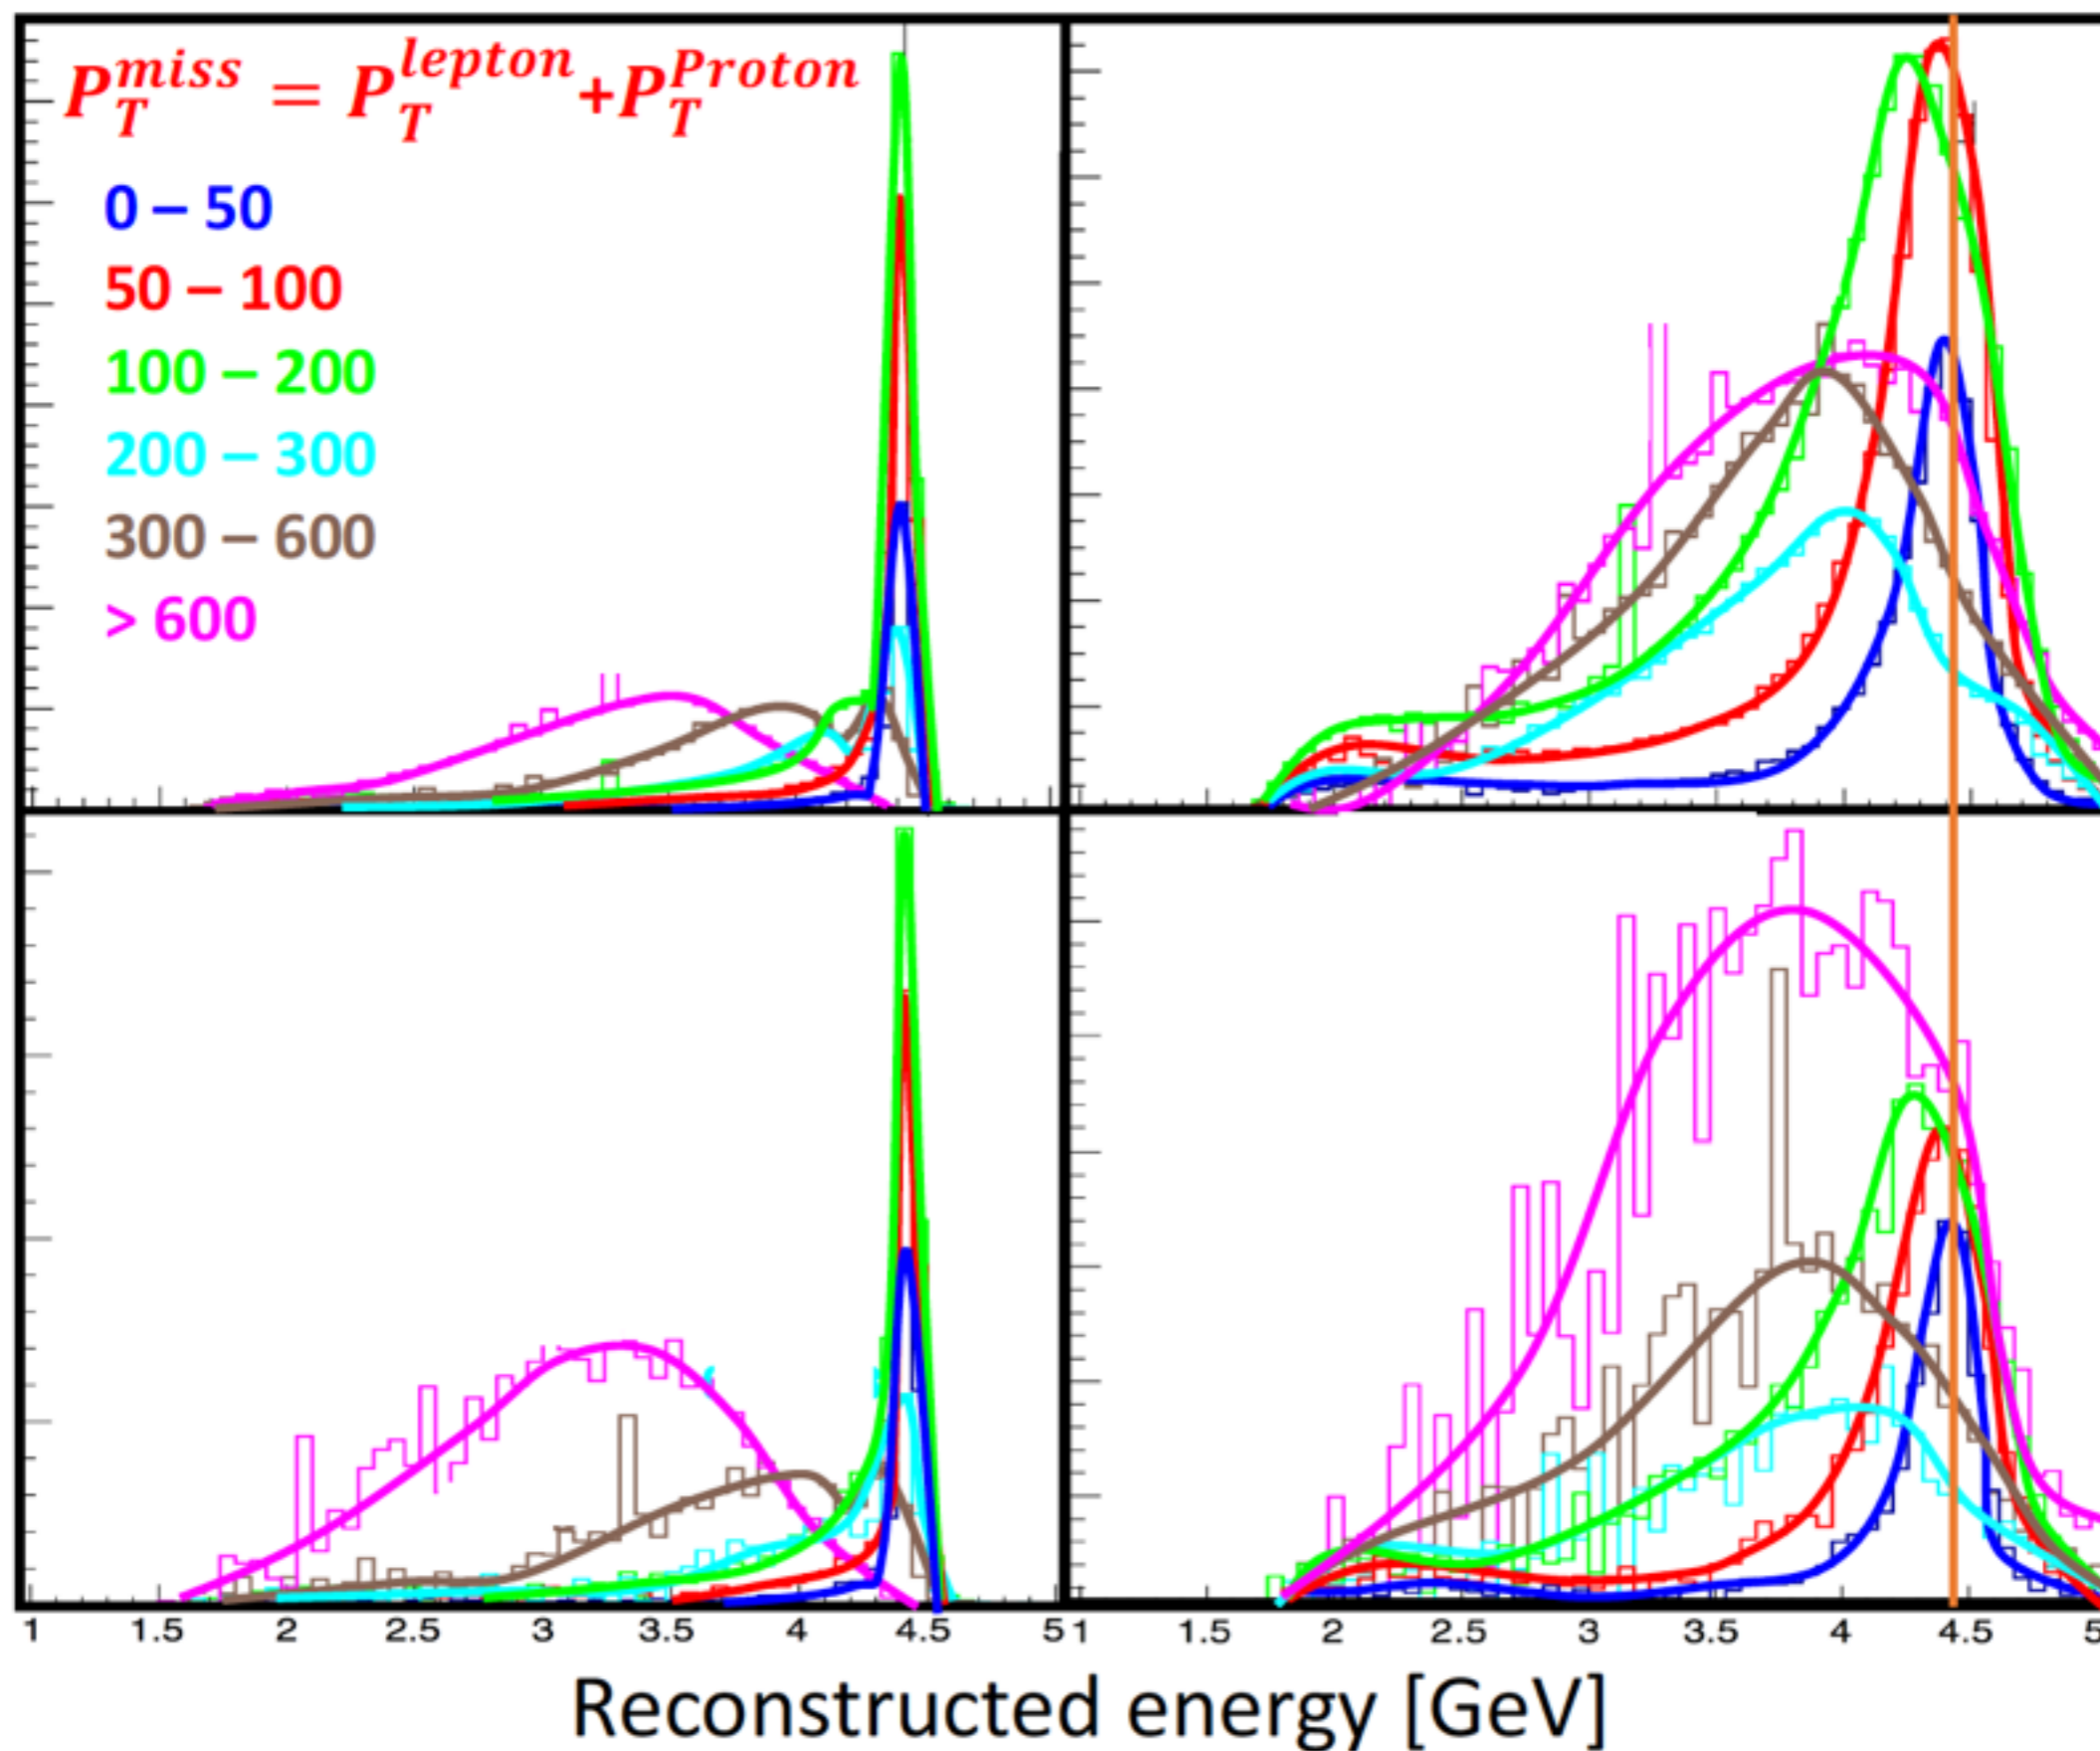 P_T^miss = P_T^lepton + P_T^Proton
0 – 50
50 – 100
100 – 200
200 – 300
300 – 600
> 600
1 1.5 2 2.5 3 3.5 4 4.5 5 1 1.5 2 2.5 3 3.5 4 4.5 5
Reconstructed energy [GeV]